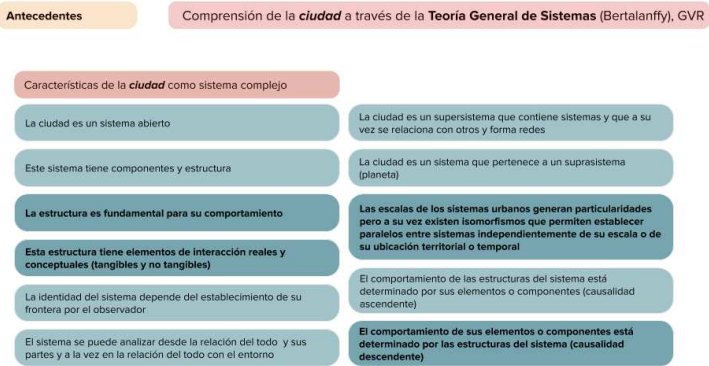 Antecedentes
Comprensión de la ciudad a través de la Teoría General de Sistemas (Bertalanffy), GVR
Características de la ciudad como sistema complejo
La ciudad es un sistema abierto
Este sistema tiene componentes y estructura
La estructura es fundamental para su comportamiento
Esta estructura tiene elementos de interacción reales y
conceptuales (tangibles y no tangibles)
La identidad del sistema depende del establecimiento de su
frontera por el observador
El sistema se puede analizar desde la relación del todo y sus
partes y a la vez en la relación del todo con el entorno
La ciudad es un supersistema que contiene sistemas y que a su
vez se relaciona con otros y forma redes
La ciudad es un sistema que pertenece a un suprasistema
(planeta)
Las escalas de los sistemas urbanos generan particularidades
pero a su vez existen isomorfismos que permiten establecer
paralelos entre sistemas independientemente de su escala o de
su ubicación territorial o temporal
El comportamiento de las estructuras del sistema está
determinado por sus elementos o componentes (causalidad
ascendente)
El comportamiento de sus elementos o componentes está
determinado por las estructuras del sistema (causalidad
descendente)